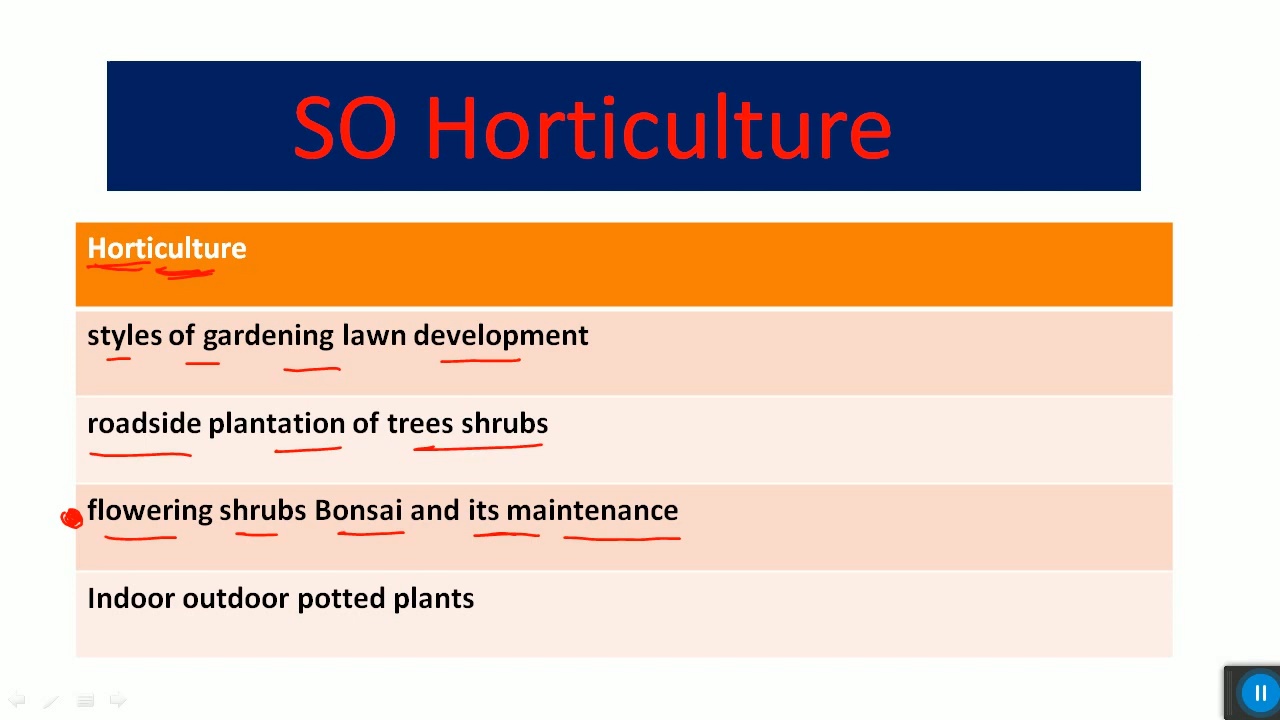 SO Horticulture
Horticulture
styles of gardening lawn development
roadside plantation of trees shrubs
flowering shrubs Bonsai and its maintenance
Indoor outdoor potted plants